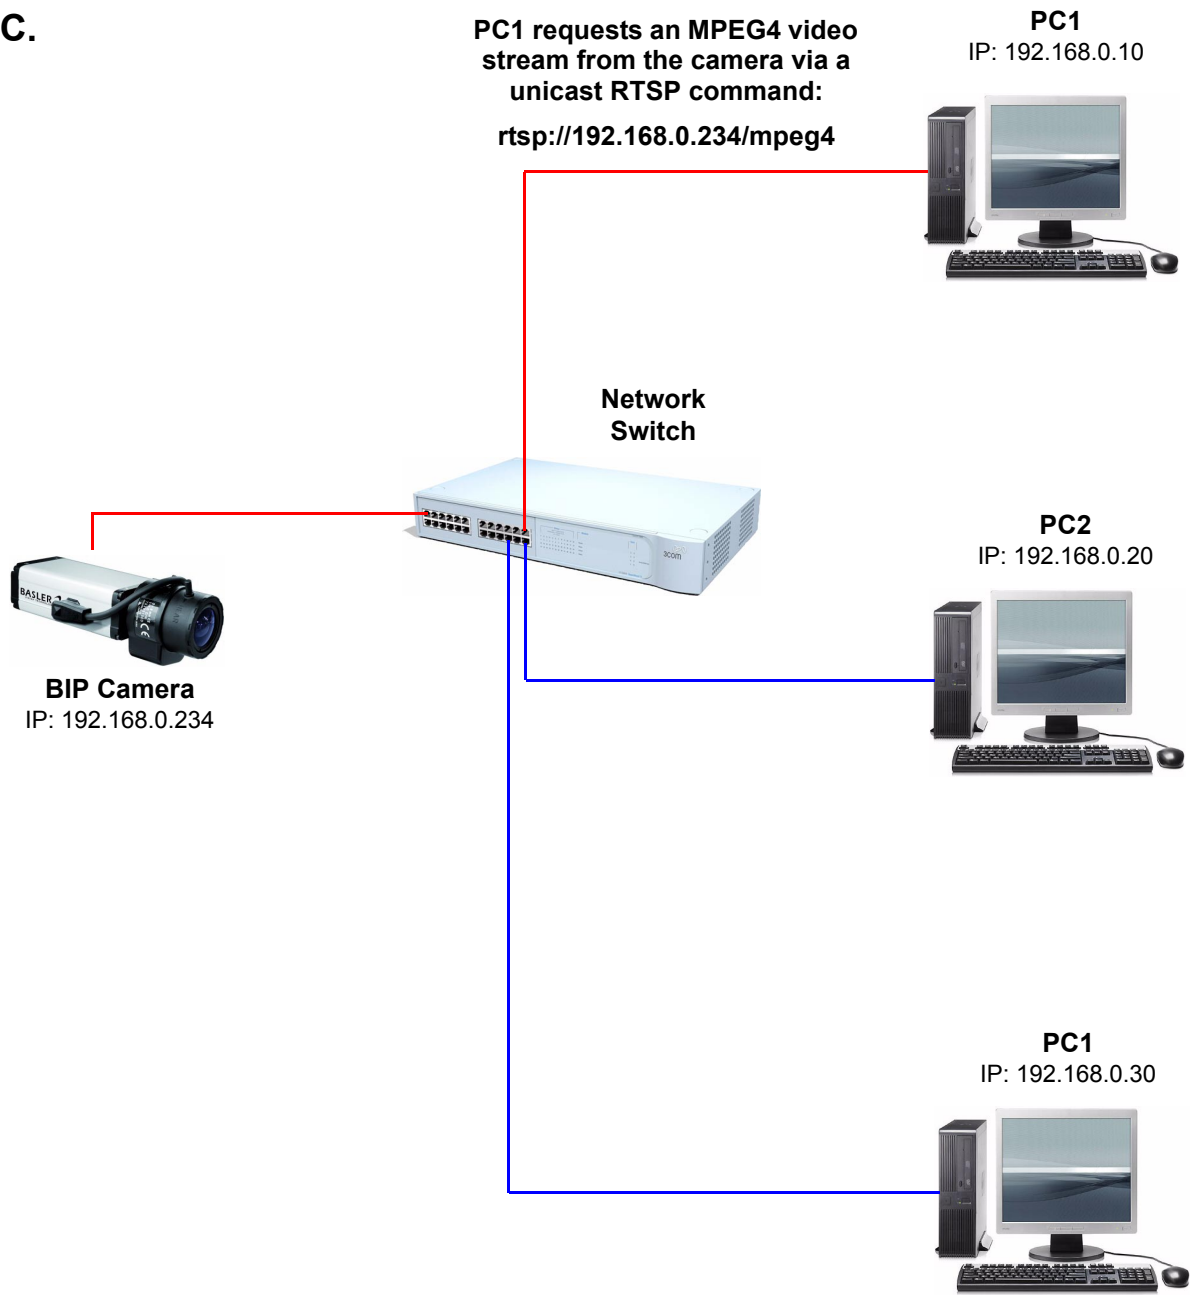 C.
PC1 requests an MPEG4 video
stream from the camera via a
unicast RTSP command:
rtsp://192.168.0.234/mpeg4
PC1
IP: 192.168.0.10
Network
Switch
3com
PC2
IP: 192.168.0.20
BASLER
BIP Camera
IP: 192.168.0.234
PC1
IP: 192.168.0.30